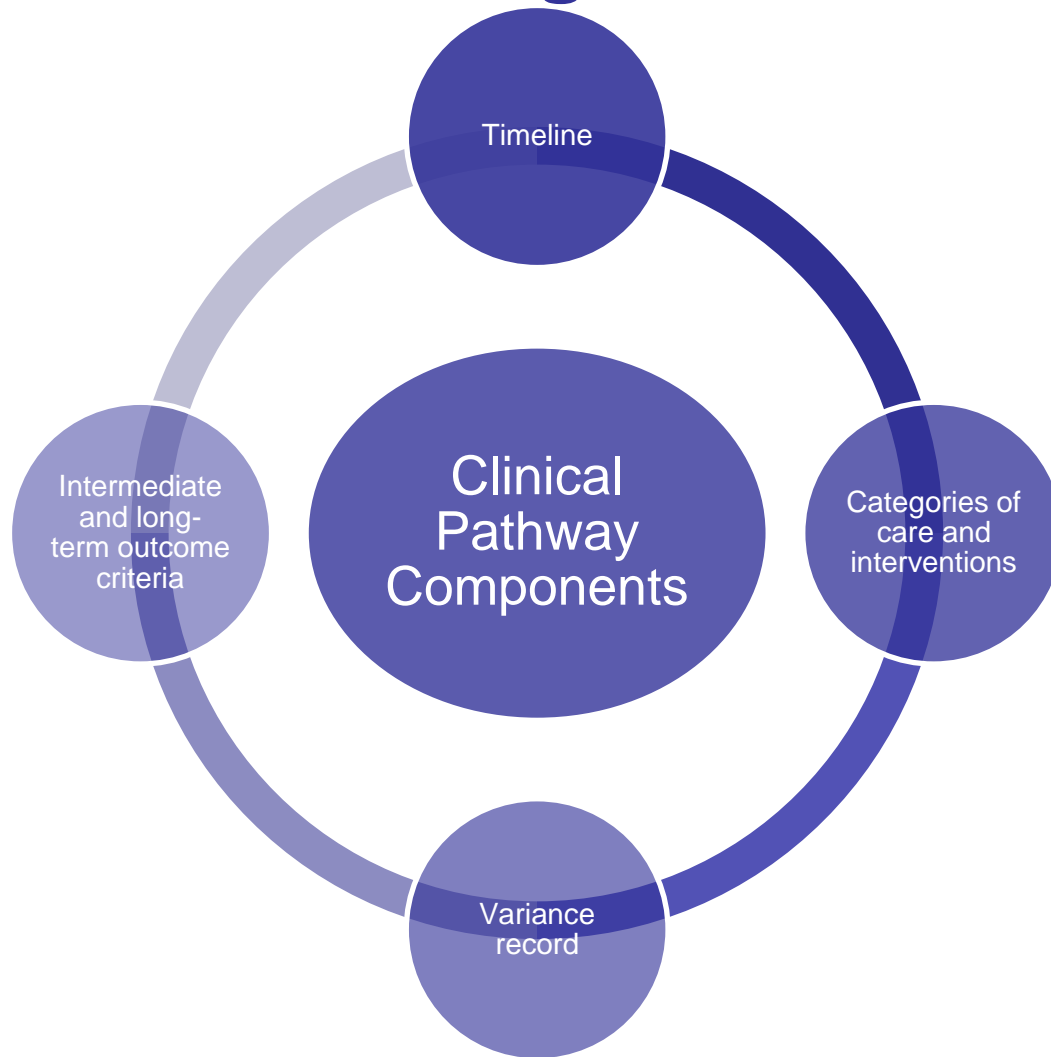 Timeline
Clinical
Pathway
Components
Intermediate
and long-
term outcome
criteria
Categories of
care and
interventions
Variance
record